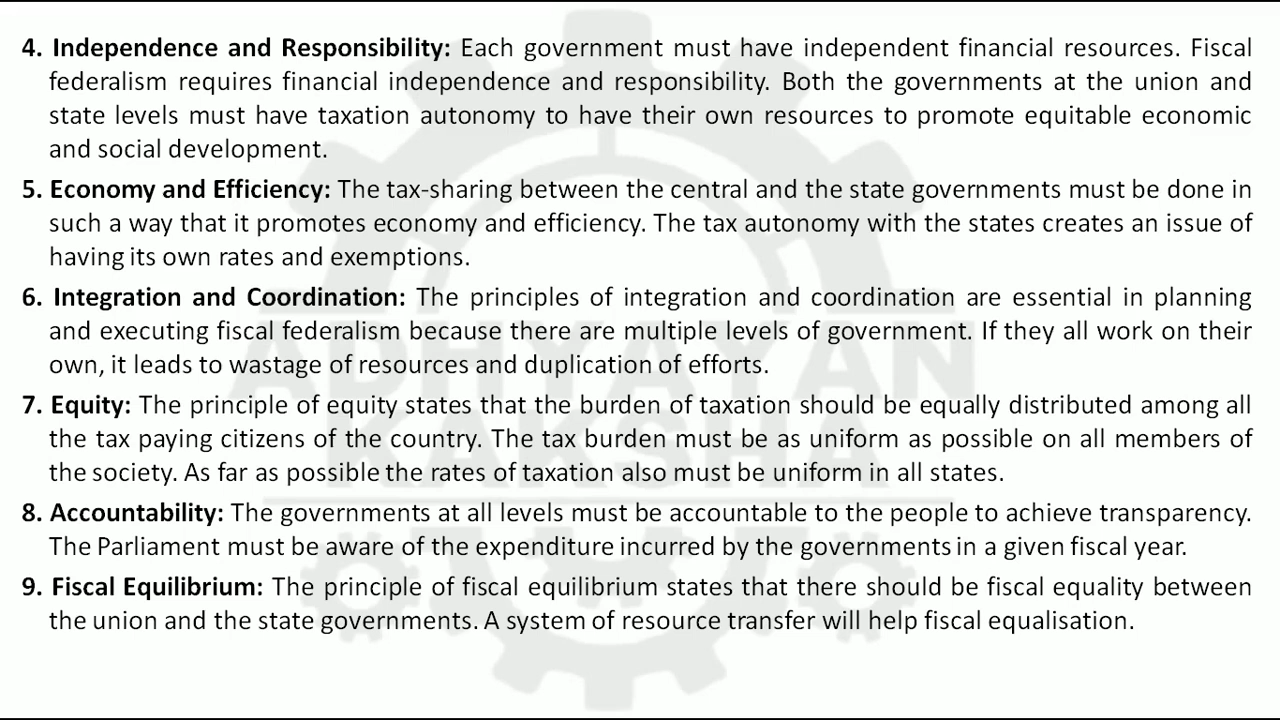 4. Independence and Responsibility: Each government must have independent financial resources. Fiscal
federalism requires financial independence and responsibility. Both the governments at the union and
state levels must have taxation autonomy to have their own resources to promote equitable economic
and social development.
5. Economy and Efficiency: The tax-sharing between the central and the state governments must be done in
such a way that it promotes economy and efficiency. The tax autonomy with the states creates an issue of
having its own rates and exemptions.
6. Integration and Coordination: The principles of integration and coordination are essential in planning
and executing fiscal federalism because there are multiple levels of government. If they all work on their
own, it leads to wastage of resources and duplication of efforts.
7. Equity: The principle of equity states that the burden of taxation should be equally distributed among all
the tax paying citizens of the country. The tax burden must be as uniform as possible on all members of
the society. As far as possible the rates of taxation also must be uniform in all states.
8. Accountability: The governments at all levels must be accountable to the people to achieve transparency.
The Parliament must be aware of the expenditure incurred by the governments in a given fiscal year.
9. Fiscal Equilibrium: The principle of fiscal equilibrium states that there should be fiscal equality between
the union and the state governments. A system of resource transfer will help fiscal equalisation.
ADHYAYAN
KAKSHA